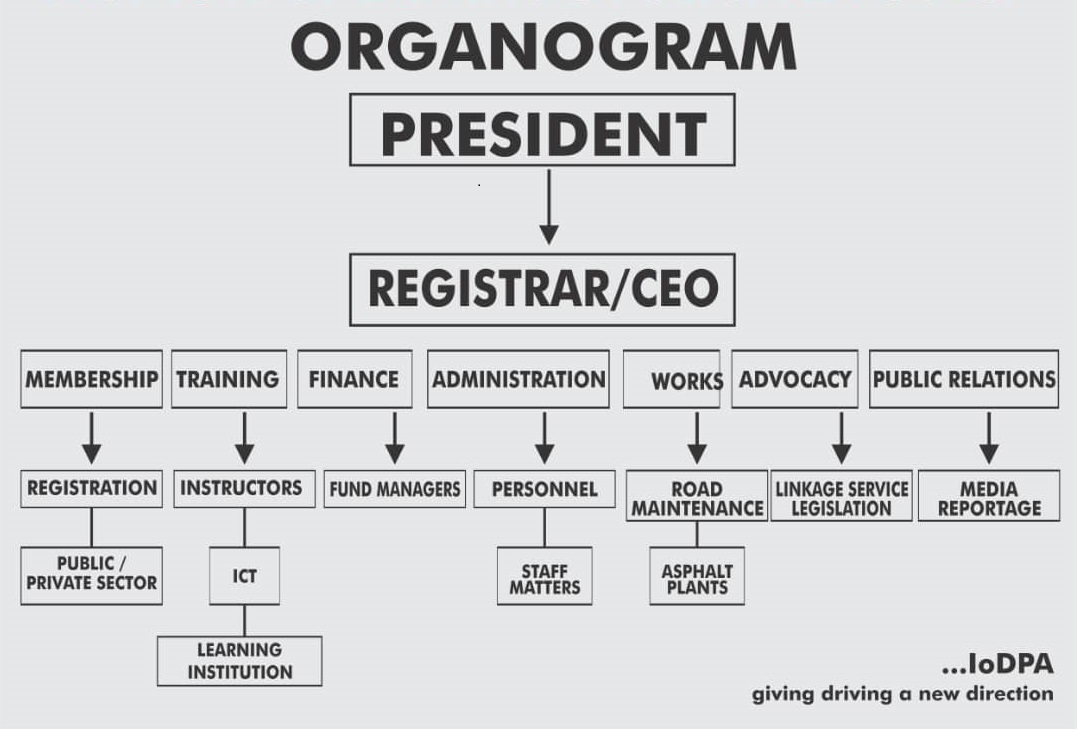 ORGANOGRAM
PRESIDENT
REGISTRAR/CEO
MEMBERSHIP
TRAINING
FINANCE
ADMINISTRATION
WORKS
ADVOCACY
PUBLIC RELATIONS
REGISTRATION
INSTRUCTORS
FUND MANAGERS
PERSONNEL
ROAD
MAINTENANCE
LINKAGE SERVICE
LEGISLATION
MEDIA
REPORTAGE
PUBLIC /
PRIVATE SECTOR
ICT
STAFF
MATTERS
ASPHALT
PLANTS
LEARNING
INSTITUTION
...IoDPA
giving driving a new direction